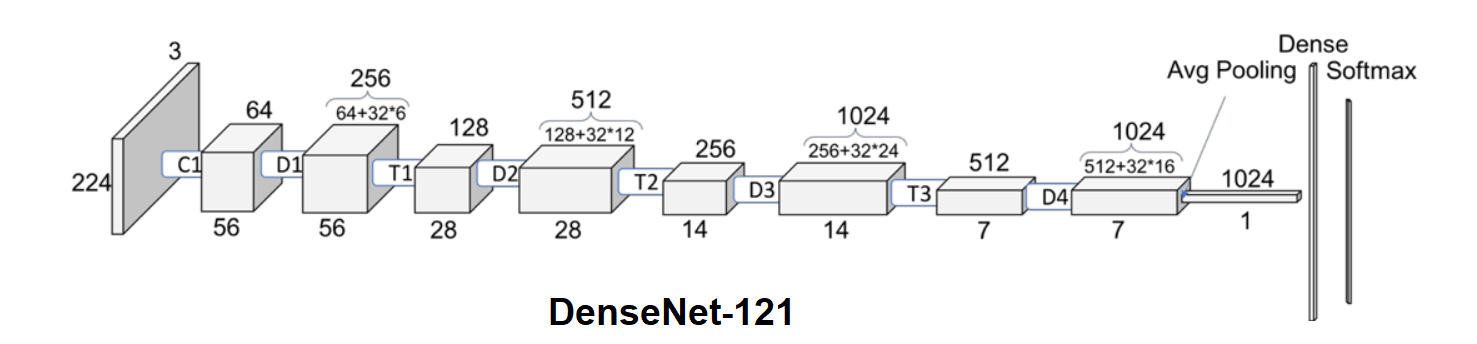 3
224
C1
64
56
D1
256
64+32*6
56
T1
128
28
D2
512
128+32*12
28
T2
256
14
D3
1024
256+32*24
14
T3
512
7
D4
1024
512+32*16
7
Avg Pooling
1024
1
Dense
Softmax
DenseNet-121